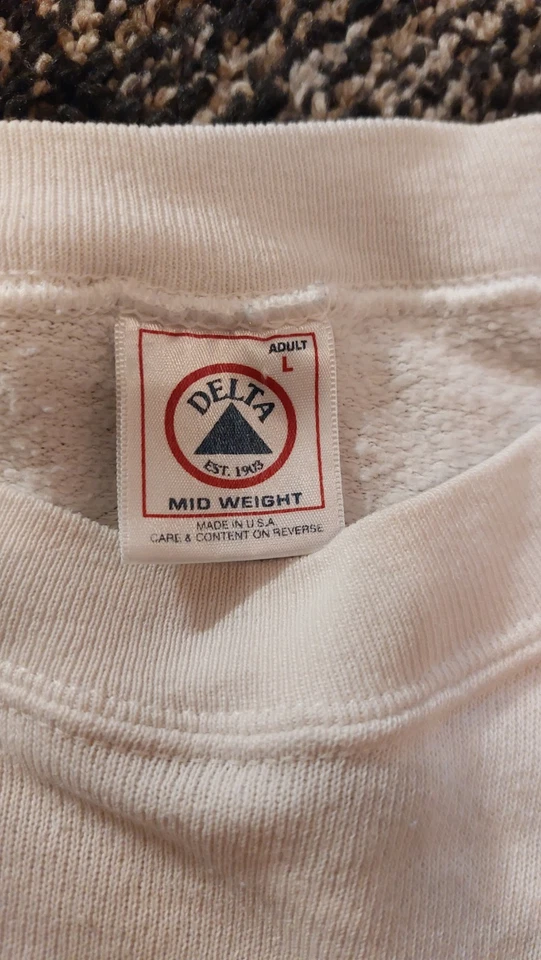 ADULT
L
DELTA
EST. 1903
MID WEIGHT
MADE IN U.S.A.
CARE & CONTENT ON REVERSE